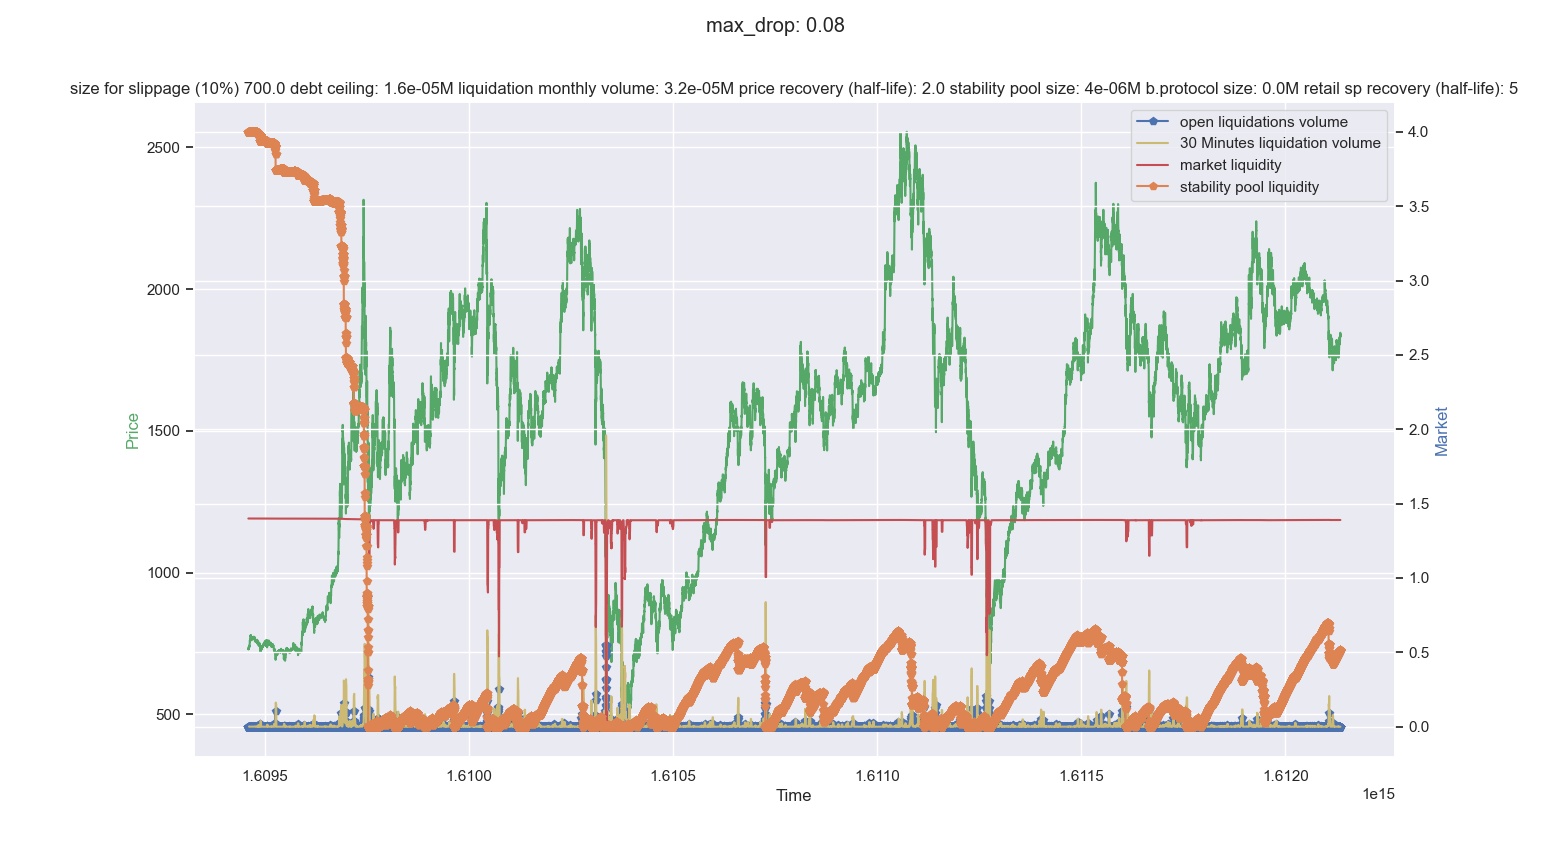 max_drop: 0.08
size for slippage (10%) 700.0 debt ceiling: 1.6e-05M liquidation monthly volume: 3.2e-05M price recovery (half-life): 2.0 stability pool size: 4e-06M b.protocol size: 0.0M retail sp recovery (half-life): 5
open liquidations volume
30 Minutes liquidation volume
market liquidity
stability pool liquidity
2500
2000
1500
1000
500
Price
4.0
3.5
3.0
2.5
2.0
1.5
1.0
0.5
0.0
Market
1.6095 1.6100 1.6105 1.6110 1.6115 1.6120
Time
1e15